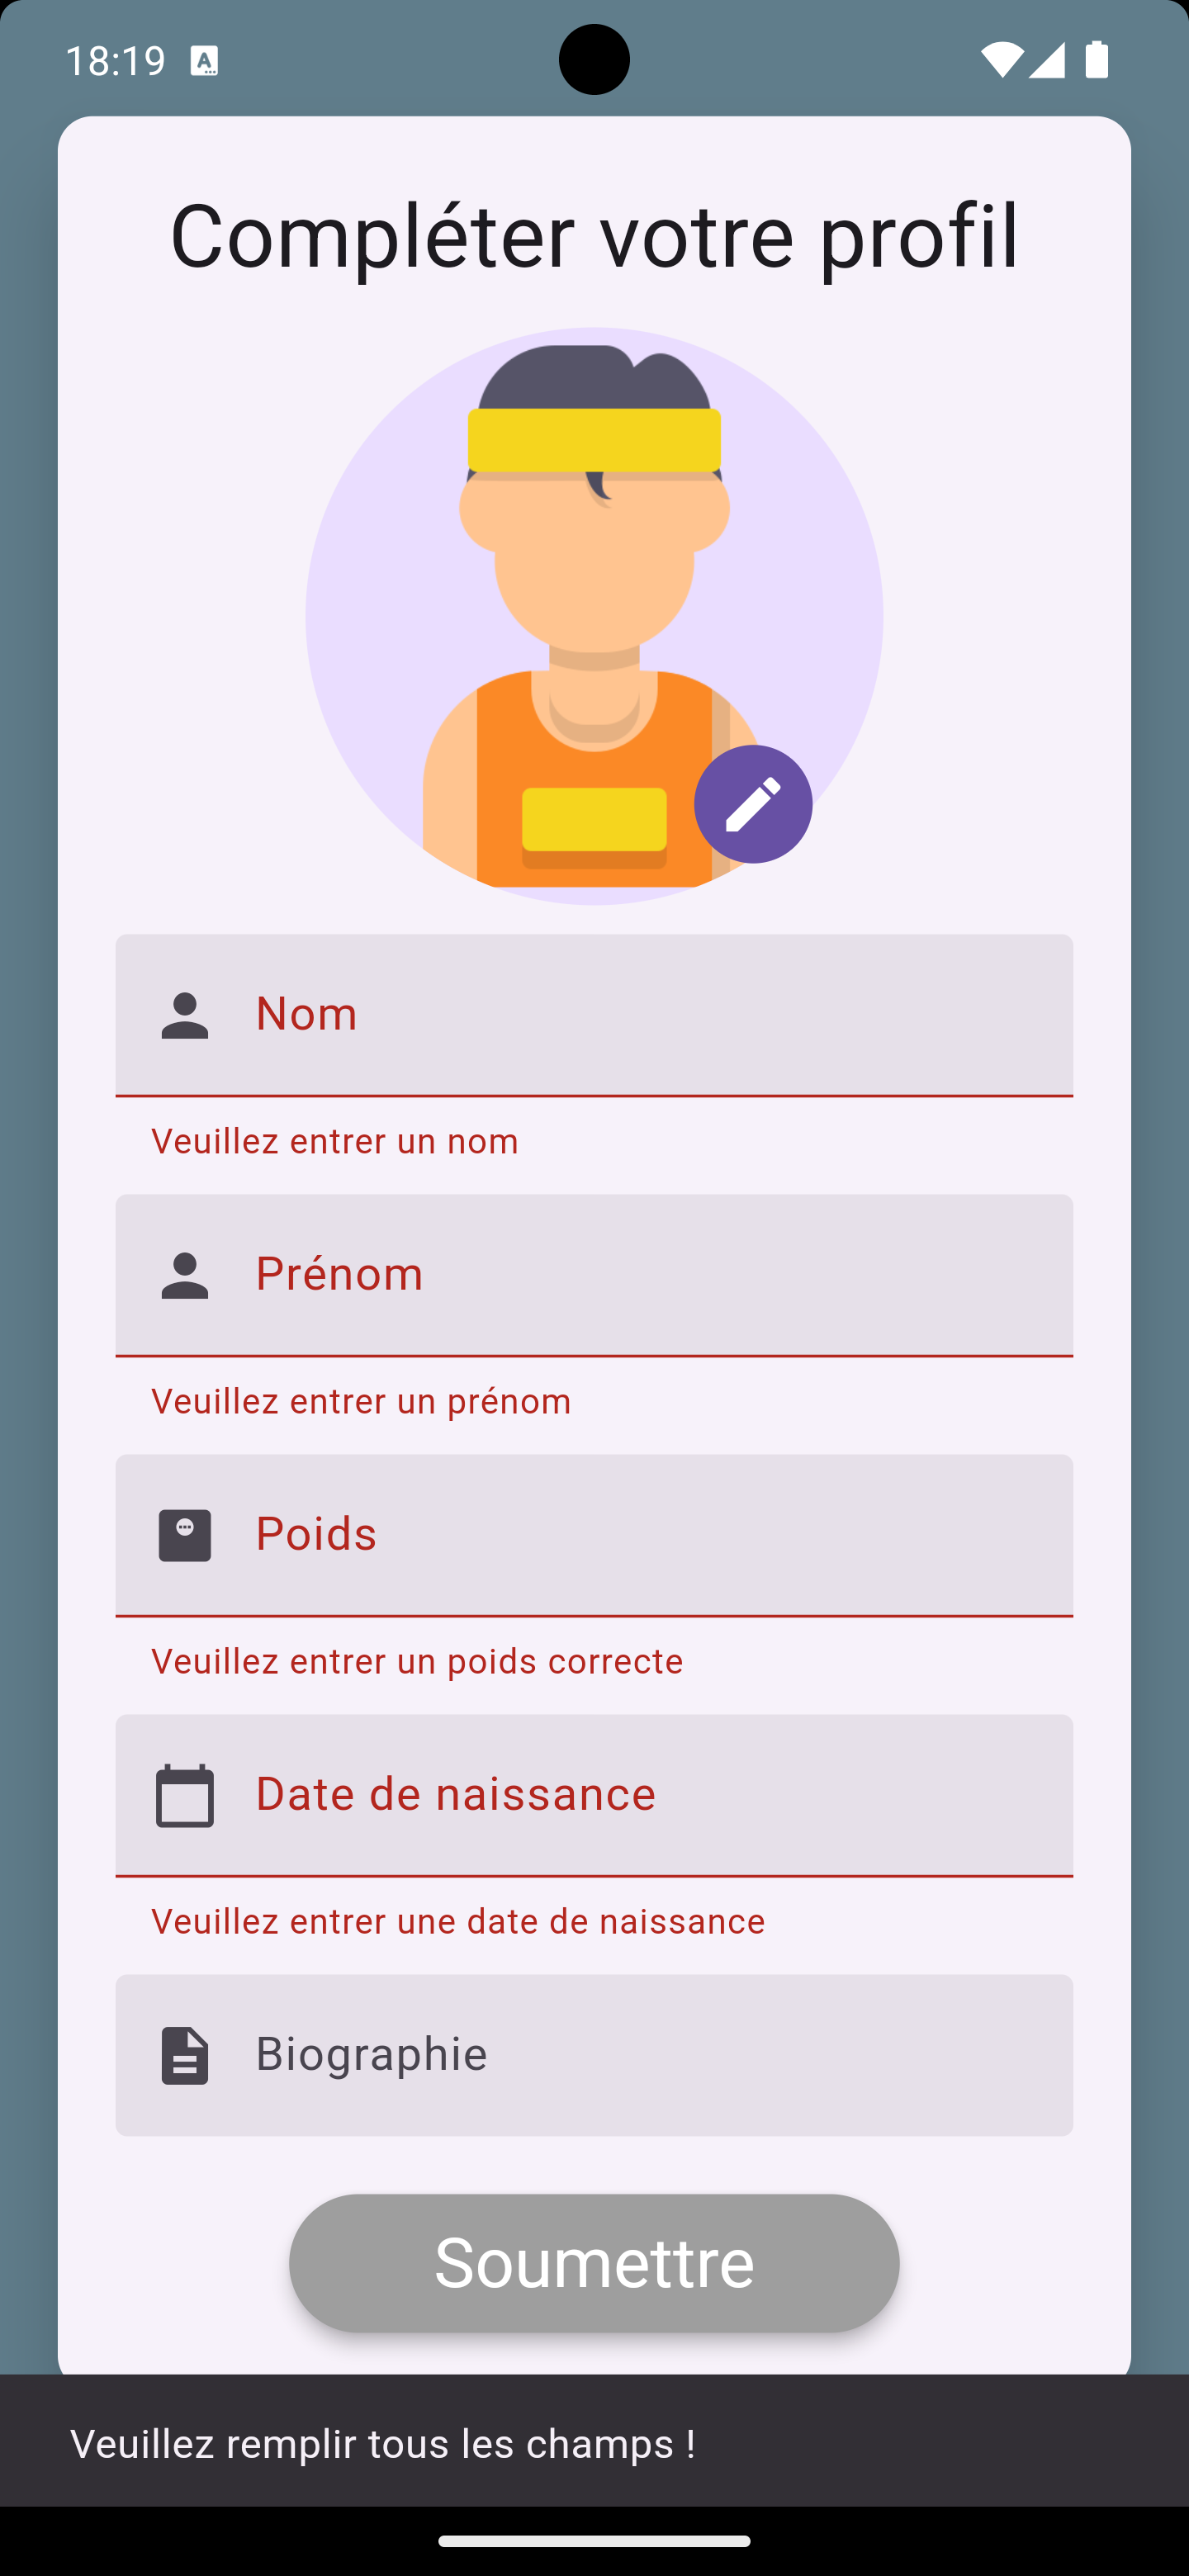 18:19
Compléter votre profil
Nom
Veuillez entrer un nom
Prénom
Veuillez entrer un prénom
Poids
Veuillez entrer un poids correcte
Date de naissance
Veuillez entrer une date de naissance
Biographie
Soumettre
Veuillez remplir tous les champs !